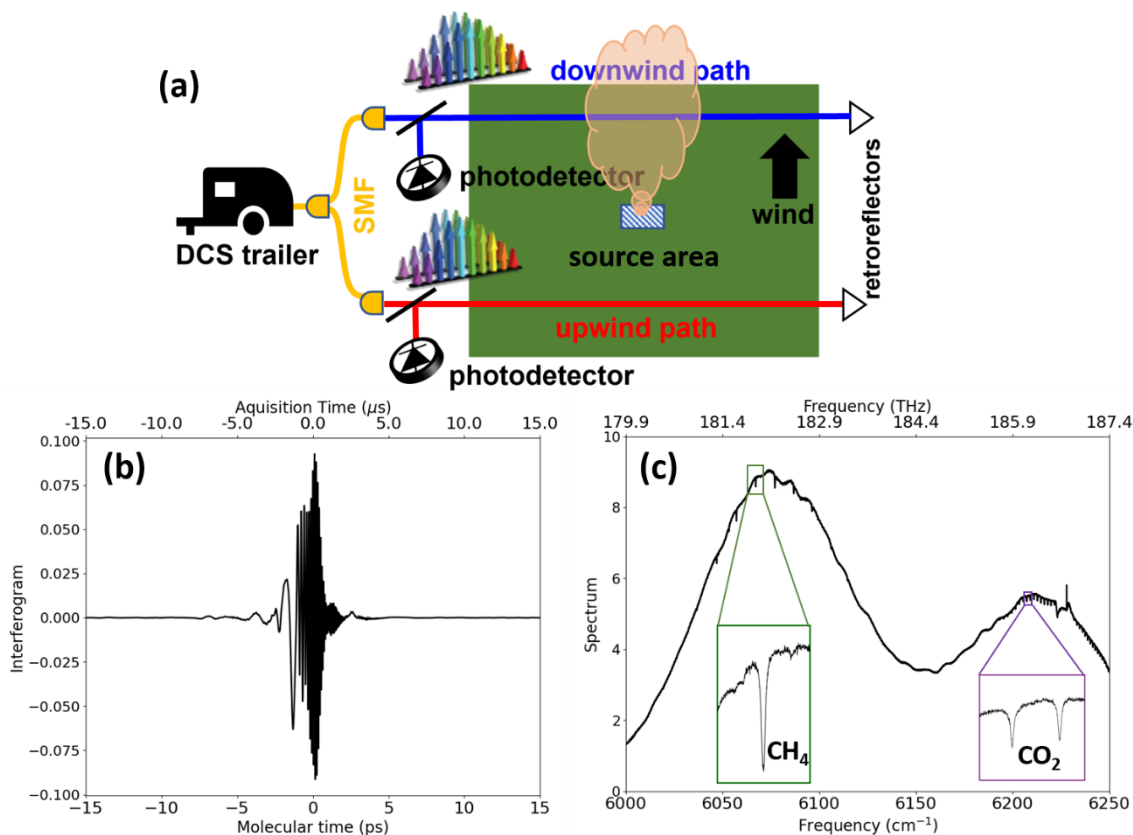 (a)
downwind path
photodetector
SMF
wind
retroreflectors
DCS trailer
source area
upwind path
photodetector
Aquisition Time (μs)
-15.0 -10.0 -5.0 0.0 5.0 10.0 15.0
(b)
Interferogram
0.100
0.075
0.050
0.025
0.000
−0.025
−0.050
−0.075
−0.100
−15 −10 −5 0 5 10 15
Molecular time (ps)
Frequency (THz)
179.9 181.4 182.9 184.4 185.9 187.4
(c)
Spectrum
10
8
6
4
2
0
CH4
CO2
6000 6050 6100 6150 6200 6250
Frequency (cm⁻¹)